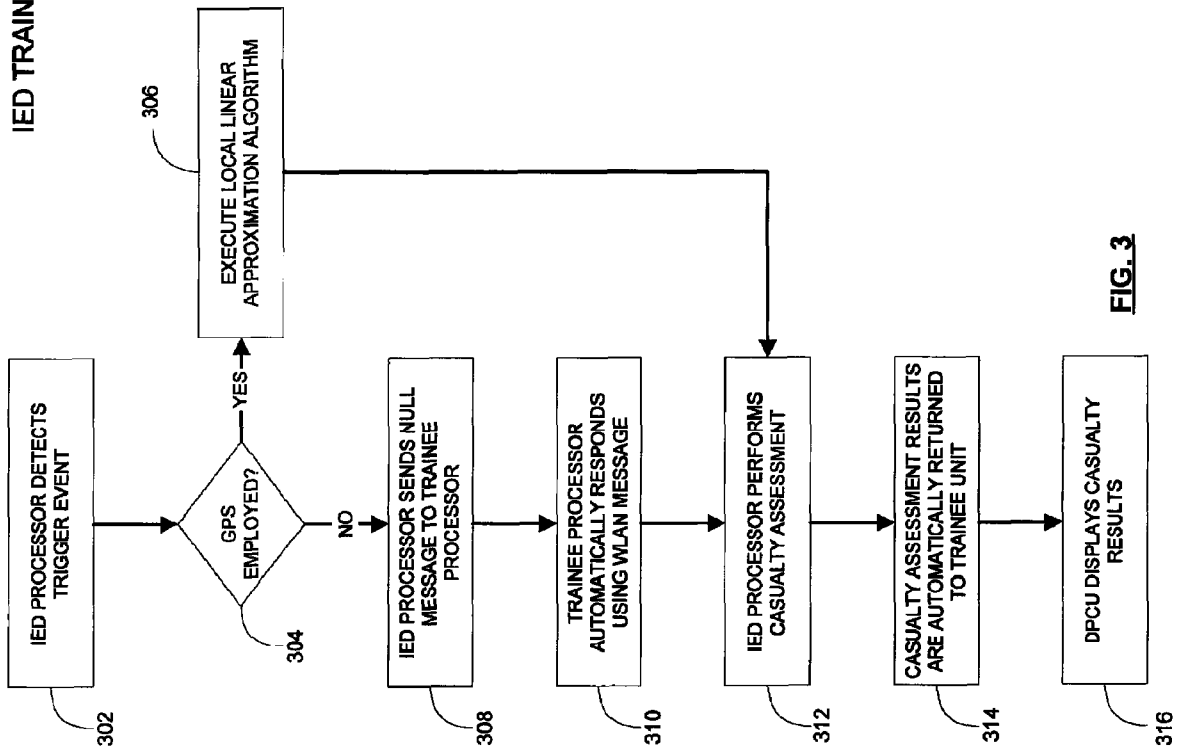 IED TRAIN
IED PROCESSOR DETECTS
TRIGGER EVENT
302
GPS
EMPLOYED?
304
YES
NO
EXECUTE LOCAL LINEAR
APPROXIMATION ALGORITHM
306
IED PROCESSOR SENDS NULL
MESSAGE TO TRAINEE
PROCESSOR
308
TRAINEE PROCESSOR
AUTOMATICALLY RESPONDS
USING WLAN MESSAGE
310
IED PROCESSOR PERFORMS
CASUALTY ASSESSMENT
312
CASUALTY ASSESSMENT RESULTS
ARE AUTOMATICALLY RETURNED
TO TRAINEE UNIT
314
DPCU DISPLAYS CASUALTY
RESULTS
316
FIG. 3